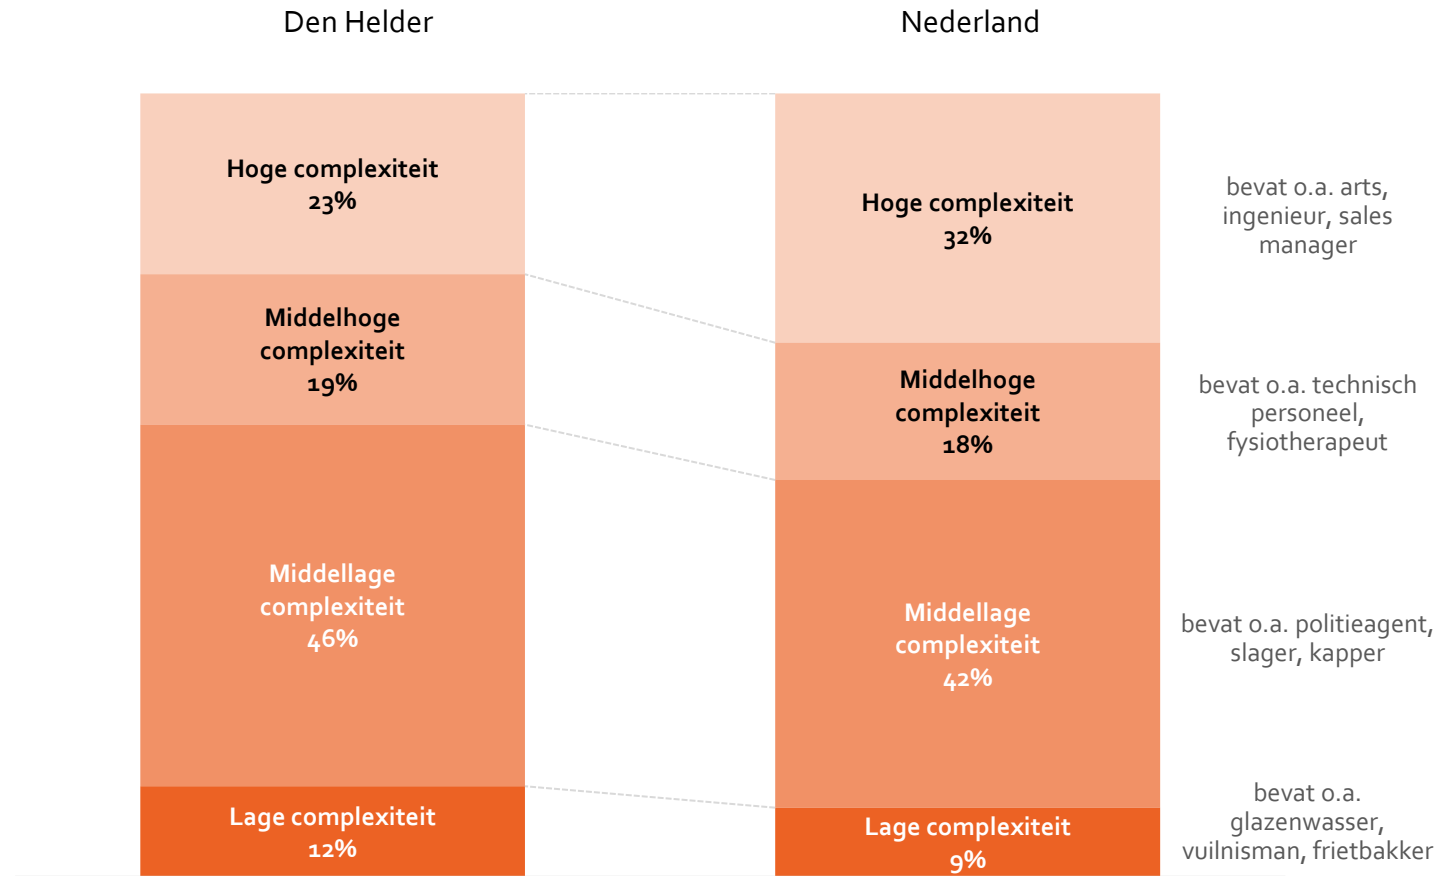 Den Helder
Nederland
Hoge complexiteit
23%
Middelhoge
complexiteit
19%
Middellage
complexiteit
46%
Lage complexiteit
12%
Hoge complexiteit
32%
Middelhoge
complexiteit
18%
Middellage
complexiteit
42%
Lage complexiteit
9%
bevat o.a. arts,
ingenieur, sales
manager
bevat o.a. technisch
personeel,
fysiotherapeut
bevat o.a. politieagent,
slager, kapper
bevat o.a.
glazenwasser,
vuilnisman, frietbakker